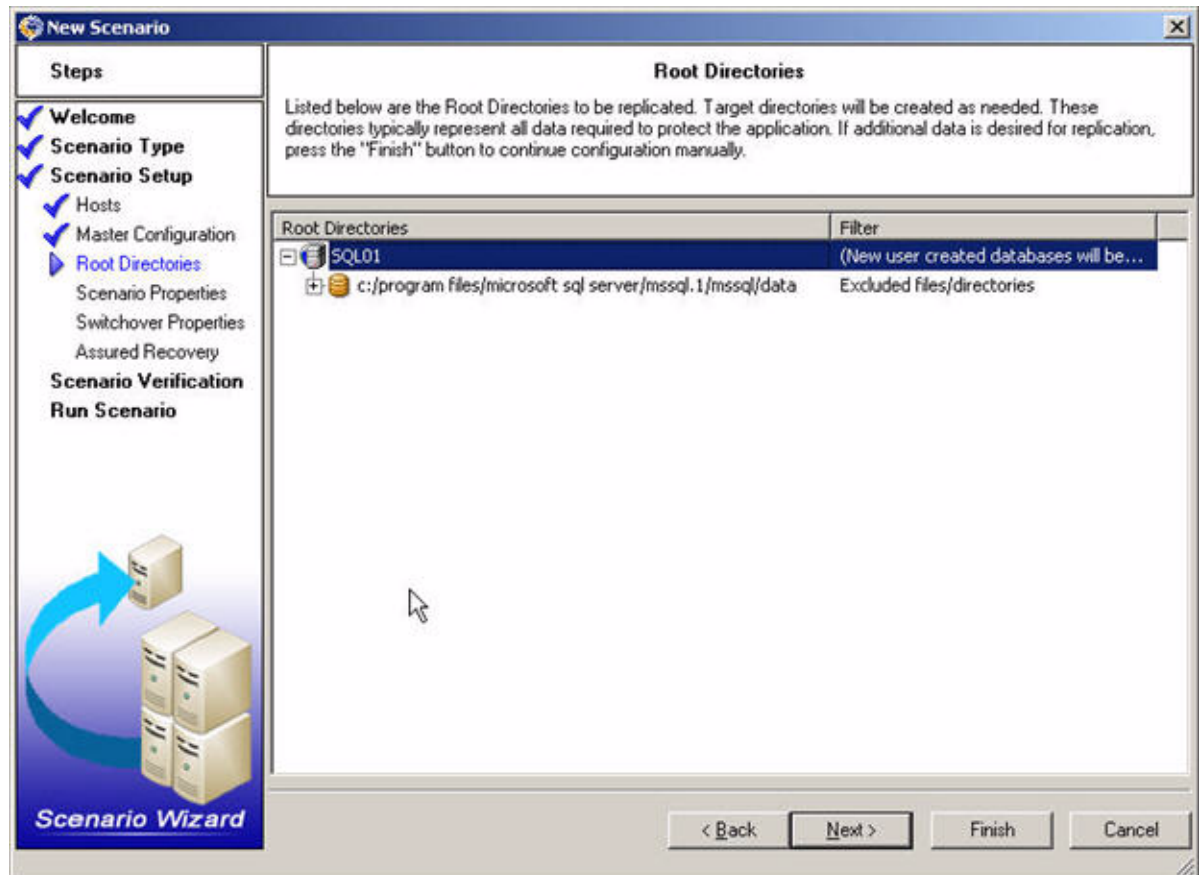 New Scenario
Steps
Welcome
Scenario Type
Scenario Setup
Hosts
Master Configuration
Root Directories
Scenario Properties
Switchover Properties
Assured Recovery
Scenario Verification
Run Scenario
Scenario Wizard
Root Directories
Listed below are the Root Directories to be replicated. Target directories will be created as needed. These
directories typically represent all data required to protect the application. If additional data is desired for replication,
press the "Finish" button to continue configuration manually.
Root Directories Filter
SQL01 (New user created databases will be...
c:/program files/microsoft sql server/mssql.1/mssql/data Excluded files/directories
< Back Next > Finish Cancel